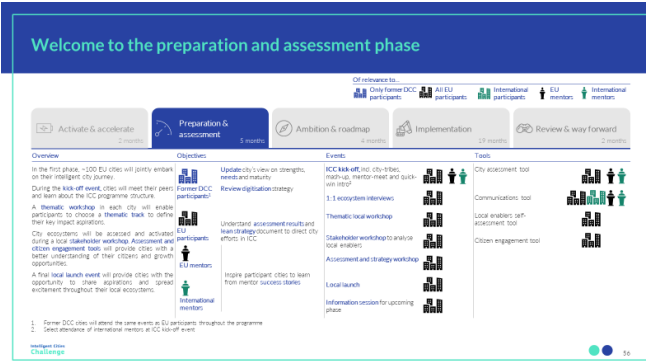 Welcome to the preparation and assessment phase
Of relevance to...
Only former DCC participants
All EU participants
International participants
EU mentors
International mentors
Activate & accelerate
2 months
Preparation & assessment
5 months
Ambition & roadmap
4 months
Implementation
19 months
Review & way forward
2 months
Overview
In the first phase, ~100 EU cities will jointly embark
on their intelligent city journey.
During the kick-off event, cities will meet their peers
and learn about the ICC programme structure.
A thematic workshop in each city will enable
participants to choose a thematic track to define
their key impact aspirations.
City ecosystems will be assessed and activated
during a local stakeholder workshop. Assessment and
citizen engagement tools will provide cities with a
better understanding of their citizens and growth
opportunities.
A final local launch event will provides cities with the
opportunity to share aspirations and spread
excitement throughout their local ecosystems
Objectives
Former DCC
participants¹
Update city's view on strengths,
needs and maturity
Review digitisation strategy
EU
participants
Understand assessment results and
lean strategy document to direct city
efforts in ICC
EU mentors
International
mentors
Inspire participant cities to learn
from mentor success stories
Events
ICC kick-off, incl. city-tribes,
mash-up, mentor-meet and quick-
win intro²
1:1 ecosystem interviews
Thematic local workshop
Stakeholder workshop to analyse
local enablers
Assessment and strategy workshop
Local launch
Information session for upcoming
phase
Tools
City assessment tool
Communications tool
Local enablers self-
assessment tool
Citizen engagement tool
1. Former DCC cities will attend the same events as EU participants throughout the programme
2. Select attendance of international mentors at ICC kick-off event
Intelligent Cities
Challenge
36